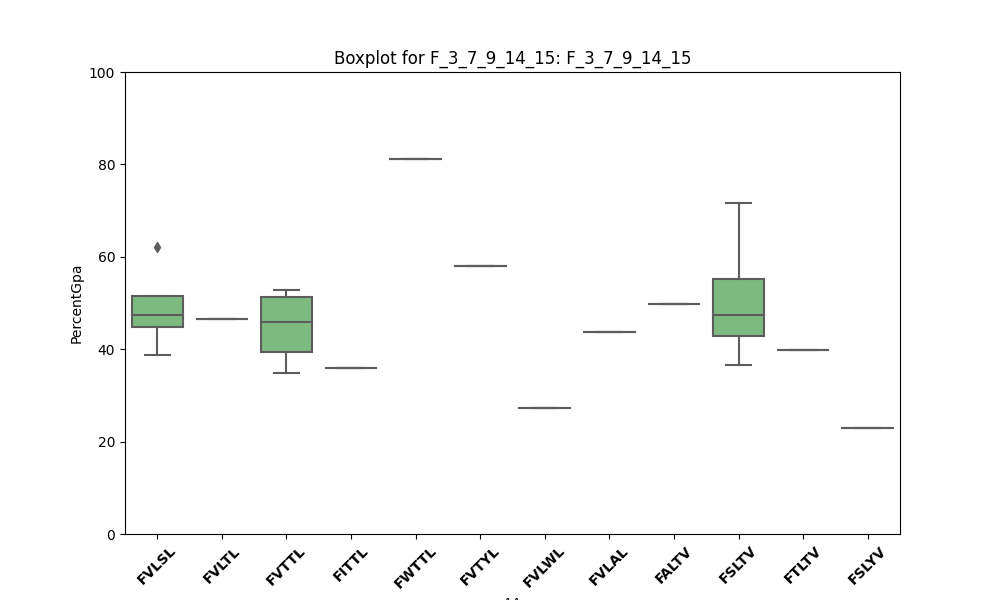 Boxplot for F_3_7_9_14_15: F_3_7_9_14_15
100
80
60
40
20
0
PercentGpa
FVLSL FVLTL FVTTL FITTL FWTTL FVTYL FVLWL FVLAL FALTV FSLTV FTLTV FSLYV